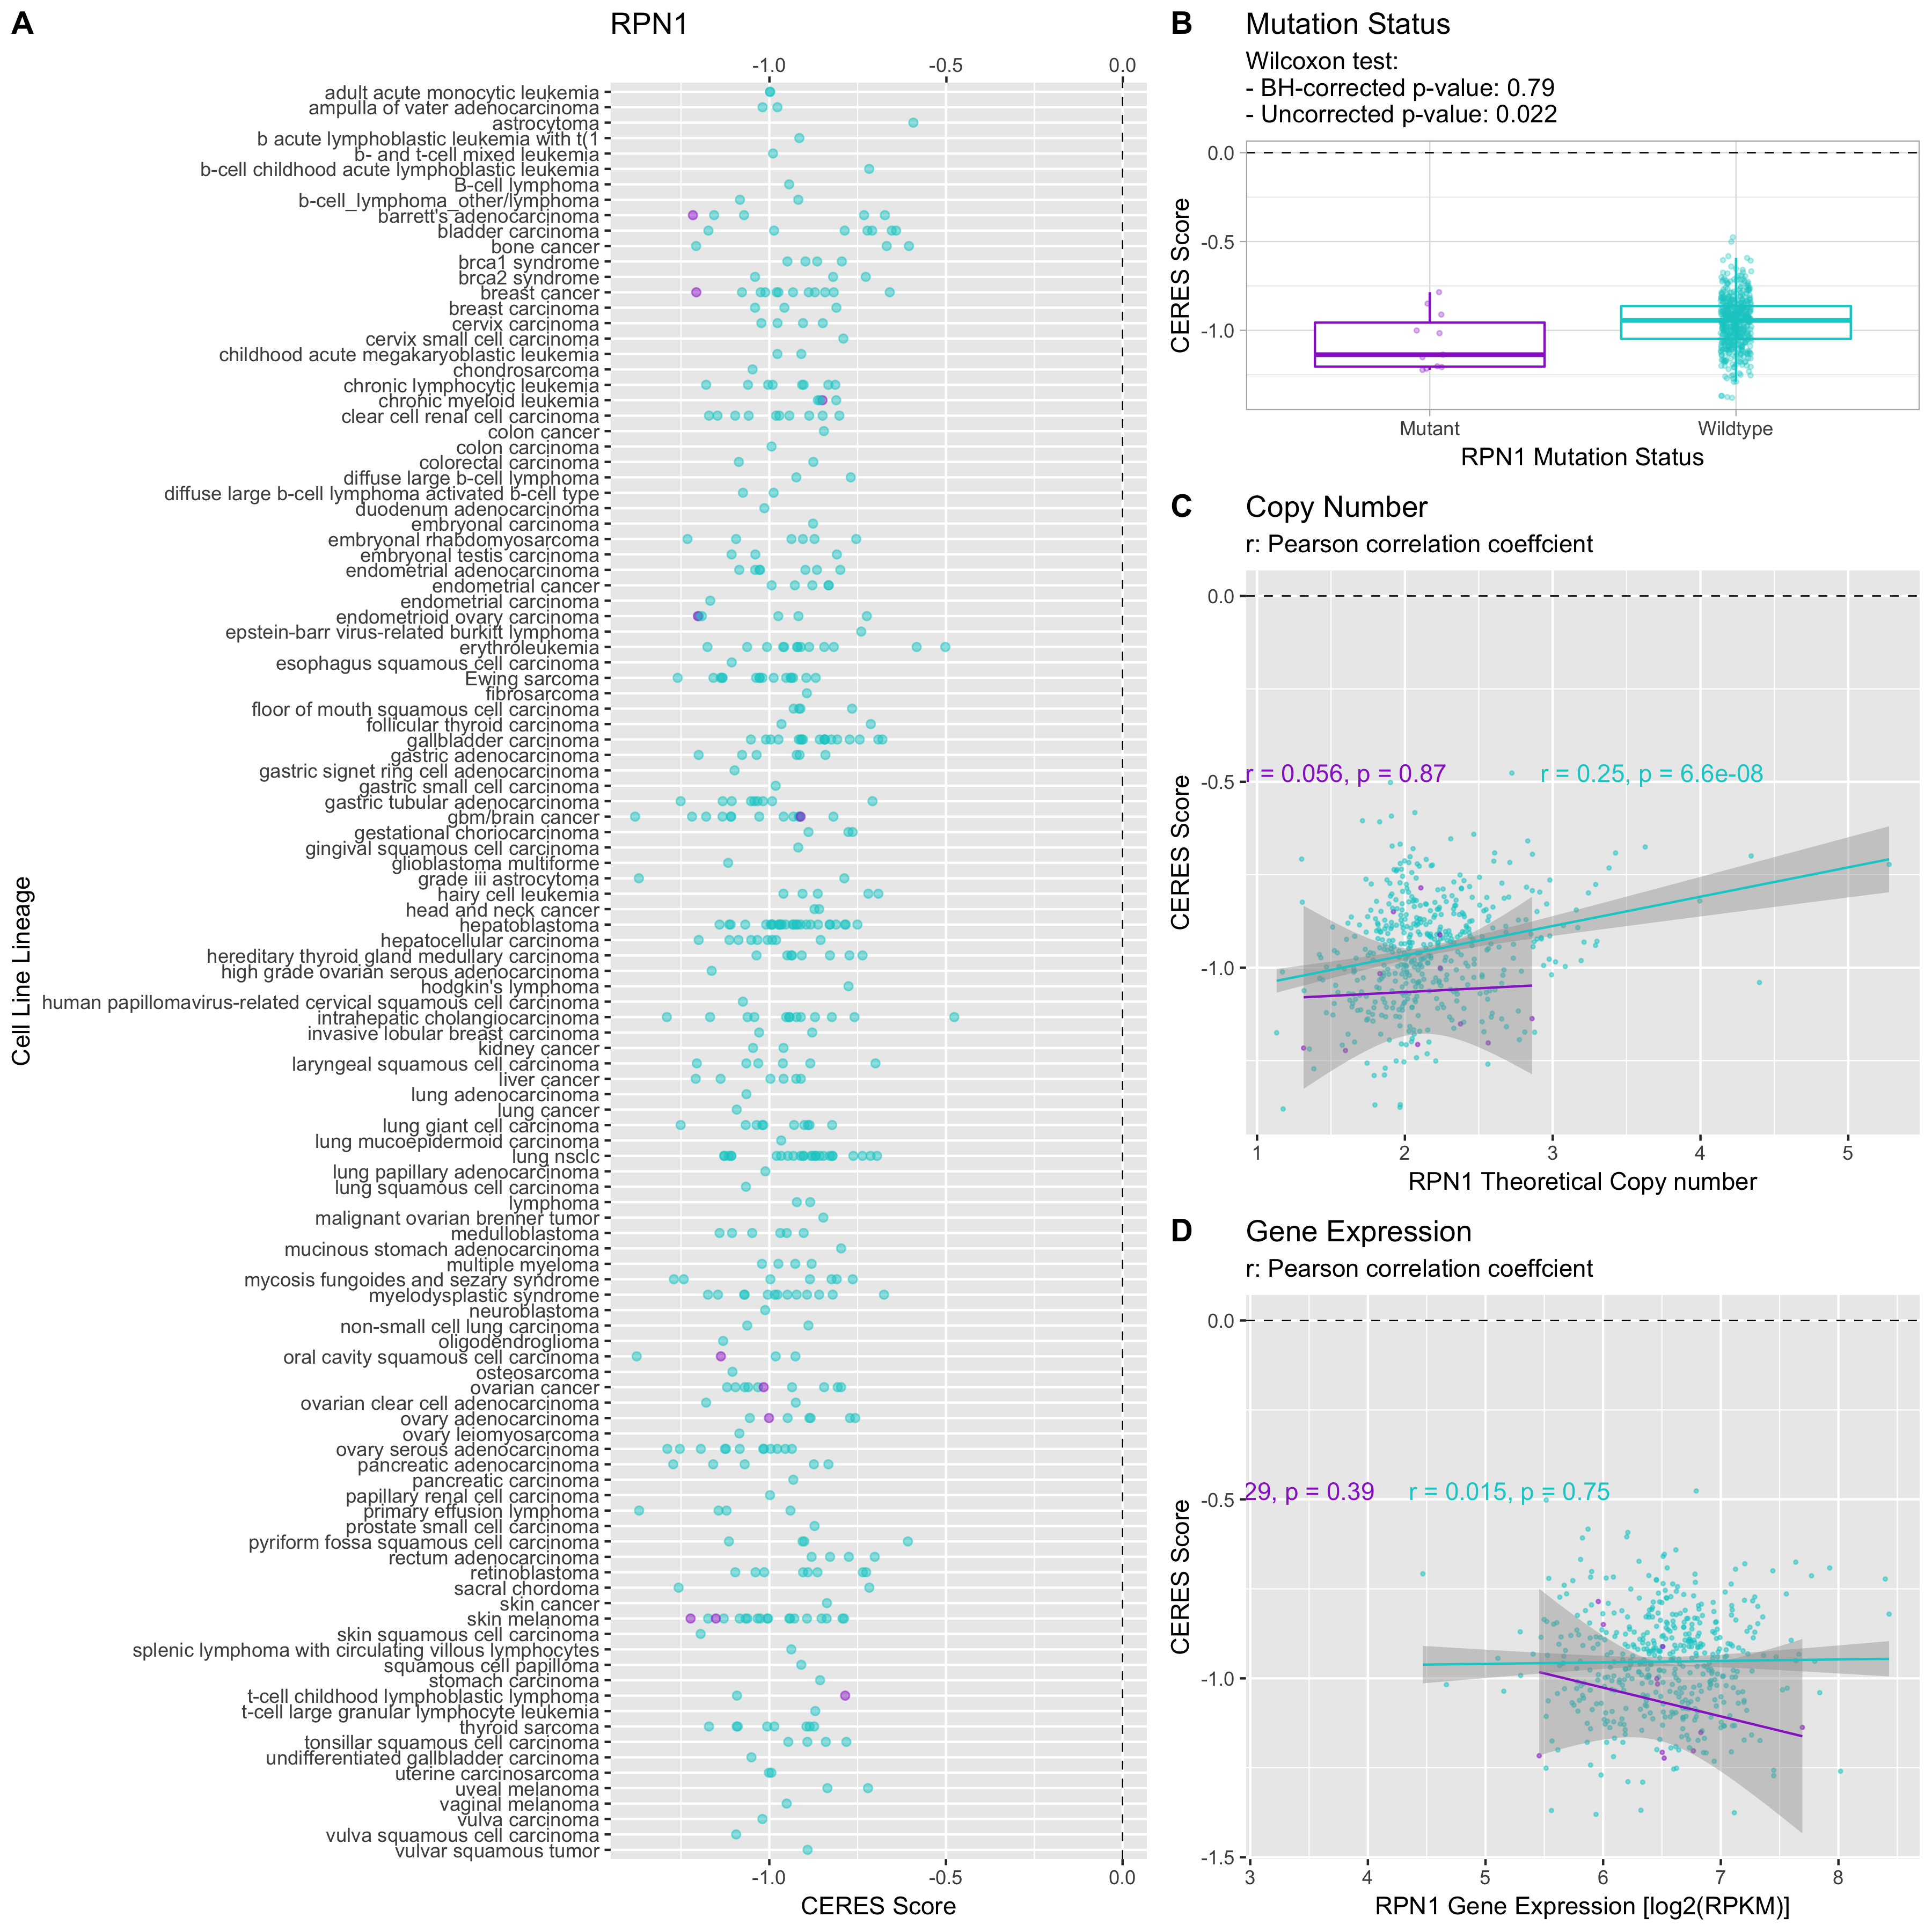 A
RPN1
-1.0 -0.5 0.0
Cell Line Lineage
adult acute monocytic leukemia
ampulla of vater adenocarcinoma
astrocytoma
b acute lymphoblastic leukemia with t(1
b- and t-cell mixed leukemia
b-cell childhood acute lymphoblastic leukemia
B-cell lymphoma
b-cell_lymphoma_other/lymphoma
barrett's adenocarcinoma
bladder carcinoma
bone cancer
brca1 syndrome
brca2 syndrome
breast cancer
breast carcinoma
cervix carcinoma
cervix small cell carcinoma
childhood acute megakaryoblastic leukemia
chondrosarcoma
chronic lymphocytic leukemia
chronic myeloid leukemia
clear cell renal cell carcinoma
colon cancer
colon carcinoma
colorectal carcinoma
diffuse large b-cell lymphoma
diffuse large b-cell lymphoma activated b-cell type
duodenum adenocarcinoma
embryonal carcinoma
embryonal rhabdomyosarcoma
embryonal testis carcinoma
endometrial adenocarcinoma
endometrial cancer
endometrial carcinoma
endometrioid ovary carcinoma
epstein-barr virus-related burkitt lymphoma
erythroleukemia
esophagus squamous cell carcinoma
Ewing sarcoma
fibrosarcoma
floor of mouth squamous cell carcinoma
follicular thyroid carcinoma
gallbladder carcinoma
gastric adenocarcinoma
gastric signet ring cell adenocarcinoma
gastric small cell carcinoma
gastric tubular adenocarcinoma
gbm/brain cancer
gestational choriocarcinoma
gingival squamous cell carcinoma
glioblastoma multiforme
grade iii astrocytoma
hairy cell leukemia
head and neck cancer
hepatoblastoma
hepatocellular carcinoma
hereditary thyroid gland medullary carcinoma
high grade ovarian serous adenocarcinoma
hodgkin's lymphoma
human papillomavirus-related cervical squamous cell carcinoma
intrahepatic cholangiocarcinoma
invasive lobular breast carcinoma
kidney cancer
laryngeal squamous cell carcinoma
liver cancer
lung adenocarcinoma
lung cancer
lung giant cell carcinoma
lung mucoepidermoid carcinoma
lung nsclc
lung papillary adenocarcinoma
lung squamous cell carcinoma
lymphoma
malignant ovarian brenner tumor
medulloblastoma
mucinous stomach adenocarcinoma
multiple myeloma
mycosis fungoides and sezary syndrome
myelodysplastic syndrome
neuroblastoma
non-small cell lung carcinoma
oligodendroglioma
oral cavity squamous cell carcinoma
osteosarcoma
ovarian cancer
ovarian clear cell adenocarcinoma
ovary adenocarcinoma
ovary leiomyosarcoma
ovary serous adenocarcinoma
pancreatic adenocarcinoma
pancreatic carcinoma
papillary renal cell carcinoma
primary effusion lymphoma
prostate small cell carcinoma
pyriform fossa squamous cell carcinoma
rectum adenocarcinoma
retinoblastoma
sacral chordoma
skin cancer
skin melanoma
skin squamous cell carcinoma
splenic lymphoma with circulating villous lymphocytes
squamous cell papilloma
stomach carcinoma
t-cell childhood lymphoblastic lymphoma
t-cell large granular lymphocyte leukemia
thyroid sarcoma
tonsillar squamous cell carcinoma
undifferentiated gallbladder carcinoma
uterine carcinosarcoma
uveal melanoma
vaginal melanoma
vulva carcinoma
vulva squamous cell carcinoma
vulvar squamous tumor
-1.0 -0.5 0.0
CERES Score
B
Mutation Status
Wilcoxon test:
- BH-corrected p-value: 0.79
- Uncorrected p-value: 0.022
CERES Score
0.0
-0.5
-1.0
Mutant Wildtype
RPN1 Mutation Status
C
Copy Number
r: Pearson correlation coeffcient
CERES Score
0.0
-0.5
-1.0
r = 0.056, p = 0.87 r = 0.25, p = 6.6e-08
1 2 3 4 5
RPN1 Theoretical Copy number
D
Gene Expression
r: Pearson correlation coeffcient
CERES Score
0.0
-0.5
-1.0
-1.5
29, p = 0.39 r = 0.015, p = 0.75
3 4 5 6 7 8
RPN1 Gene Expression [log2(RPKM)]